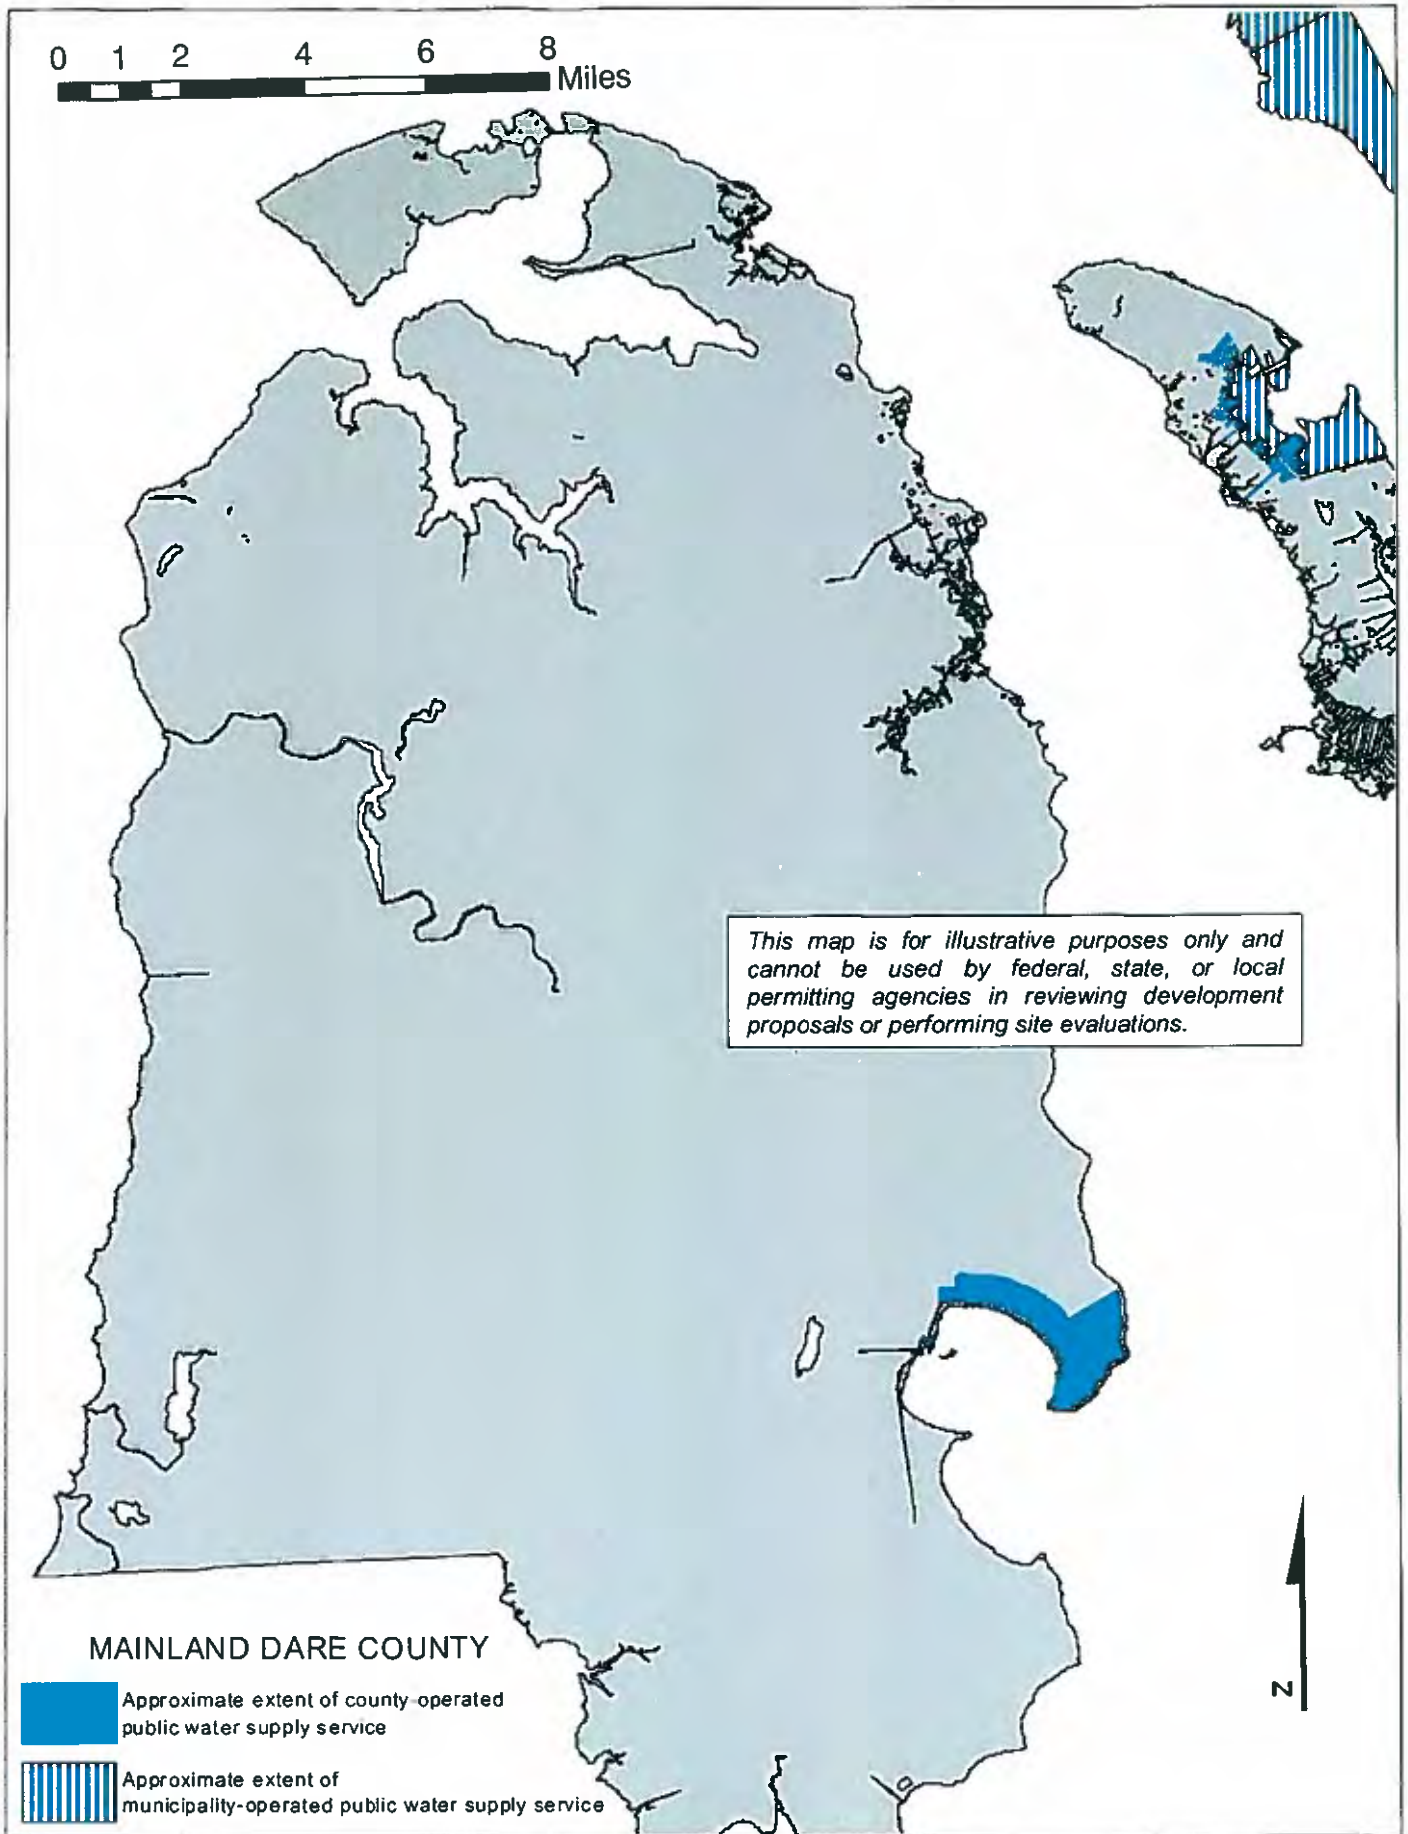 0 1 2 4 6 8
Miles
This map is for illustrative purposes only and
cannot be used by federal, state, or local
permitting agencies in reviewing development
proposals or performing site evaluations.
N
MAINLAND DARE COUNTY
Approximate extent of county-operated
public water supply service
Approximate extent of
municipality-operated public water supply service